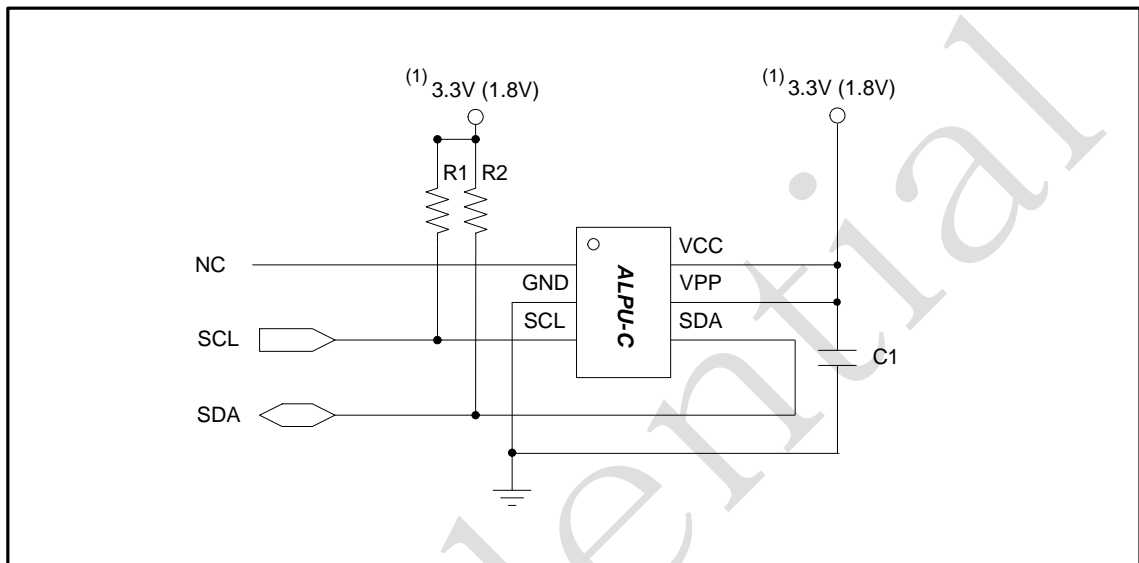 (1) 3.3V (1.8V)
(1) 3.3V (1.8V)
R1 R2
VCC
NC
GND
VPP
SCL
SDA
SCL
ALPU-C
C1
SDA
ential